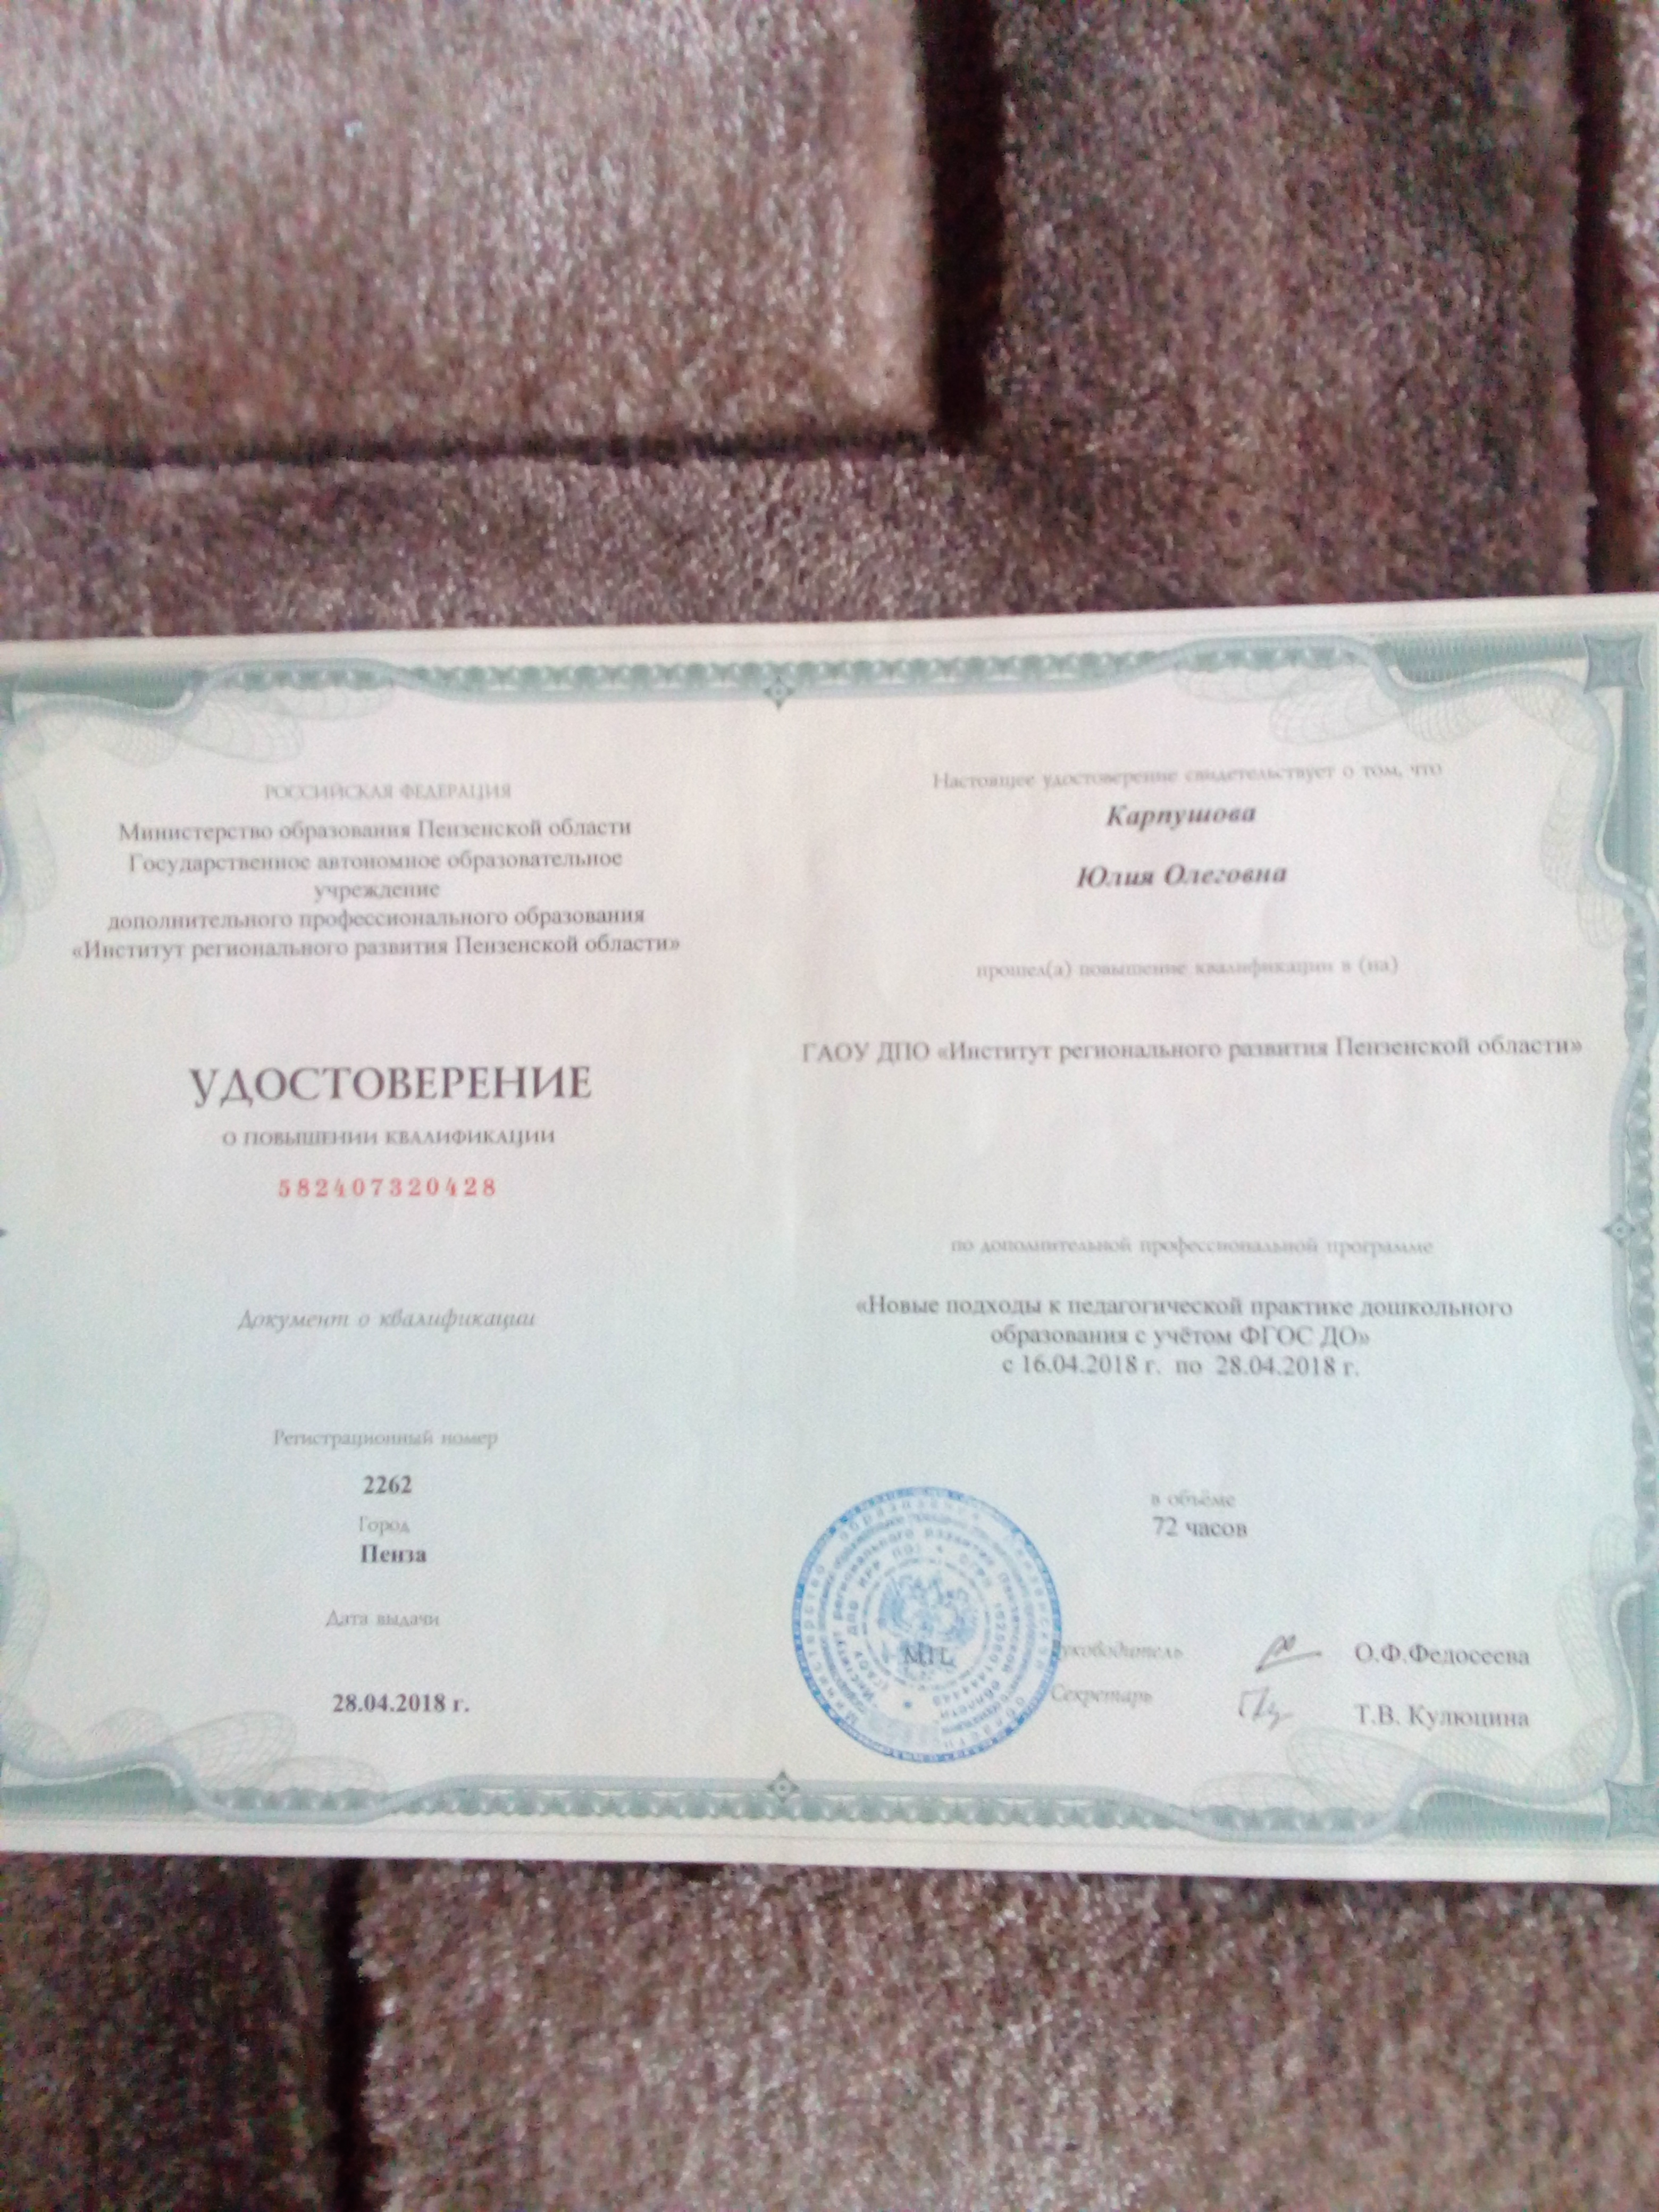 РОССИЙСКАЯ ФЕДЕРАЦИЯ
Министерство образования Пензенской области
Государственное автономное образовательное
учреждение
дополнительного профессионального образования
«Институт регионального развития Пензенской области»
УДОСТОВЕРЕНИЕ
О ПОВЫШЕНИИ КВАЛИФИКАЦИИ
582407320428
Документ о квалификации
Регистрационный номер
2262
Город
Пенза
Дата выдачи
28.04.2018 г.
Настоящее удостоверение свидетельствует о том, что
Карпушова
Юлия Олеговна
прошел(а) повышение квалификации в (на)
ГАОУ ДПО «Институт регионального развития Пензенской области»
по дополнительной профессиональной программе
«Новые подходы к педагогической практике дошкольного
образования с учётом ФГОС ДО»
с 16.04.2018 г. по 28.04.2018 г.
в объёме
72 часов
М.П.
Руководитель
О.Ф.Федосеева
Секретарь
Т.В. Кулюцина